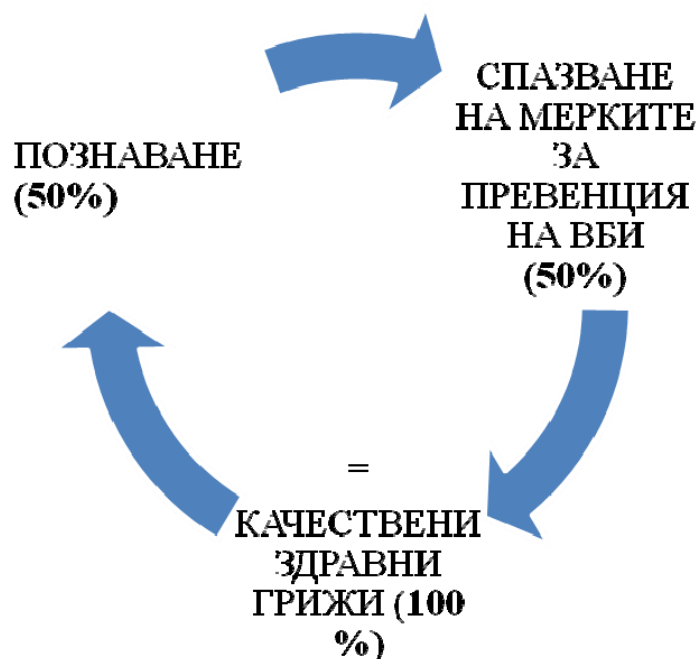 ПОЗНАВАНЕ
(50%)
СПАЗВАНЕ
НА МЕРКИТЕ
ЗА
ПРЕВЕНЦИЯ
НА ВБИ
(50%)
=
КАЧЕСТВЕНИ
ЗДРАВНИ
ГРИЖИ (100
%)